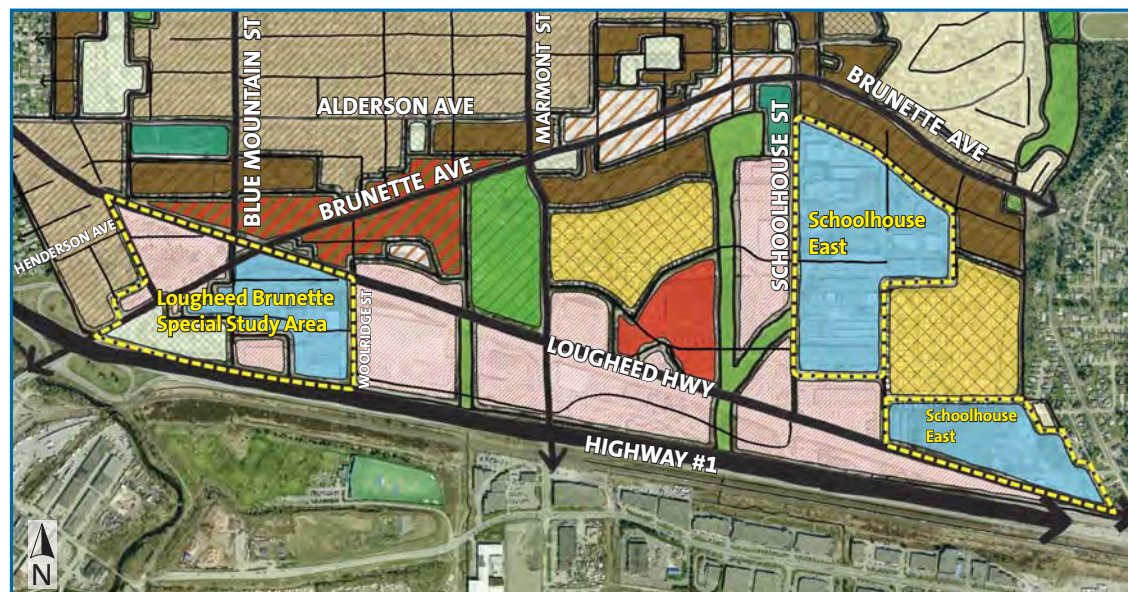 BLUE MOUNTAIN ST
MARMONT ST
ALDERSON AVE
SCHOOLHOUSE ST
BRUNETTE AVE
BRUNETTE AVE
HENDERSON AVE
Schoolhouse
East
Lougheed Brunette
Special Study Area
WOOLRIDGE ST
LOUGHEED HWY
Schoolhouse
East
HIGHWAY #1
N